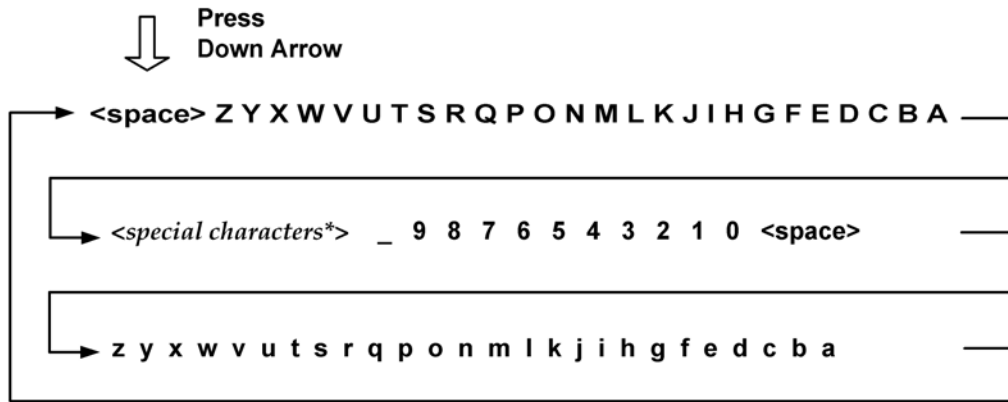 Press
Down Arrow
<space> Z Y X W V U T S R Q P O N M L K J I H G F E D C B A
<special characters*> _ 9 8 7 6 5 4 3 2 1 0 <space>
z y x w v u t s r q p o n m l k j i h g f e d c b a